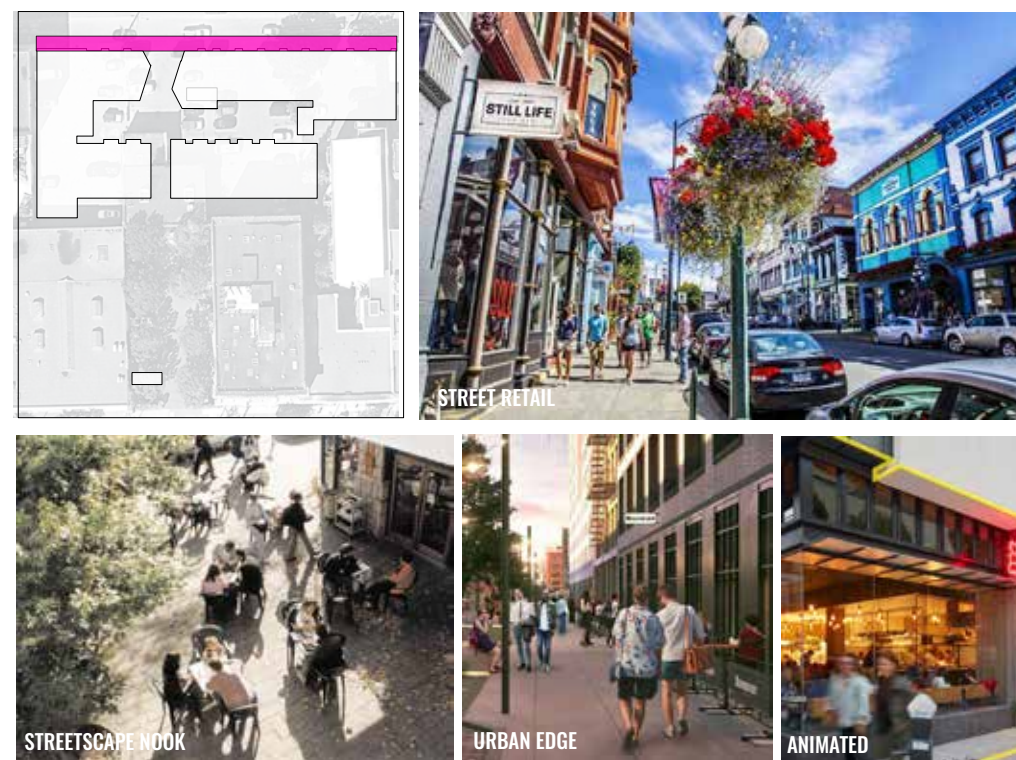 STILL LIFE
STREET RETAIL
STREETSCAPE NOOK
URBAN EDGE
ANIMATED